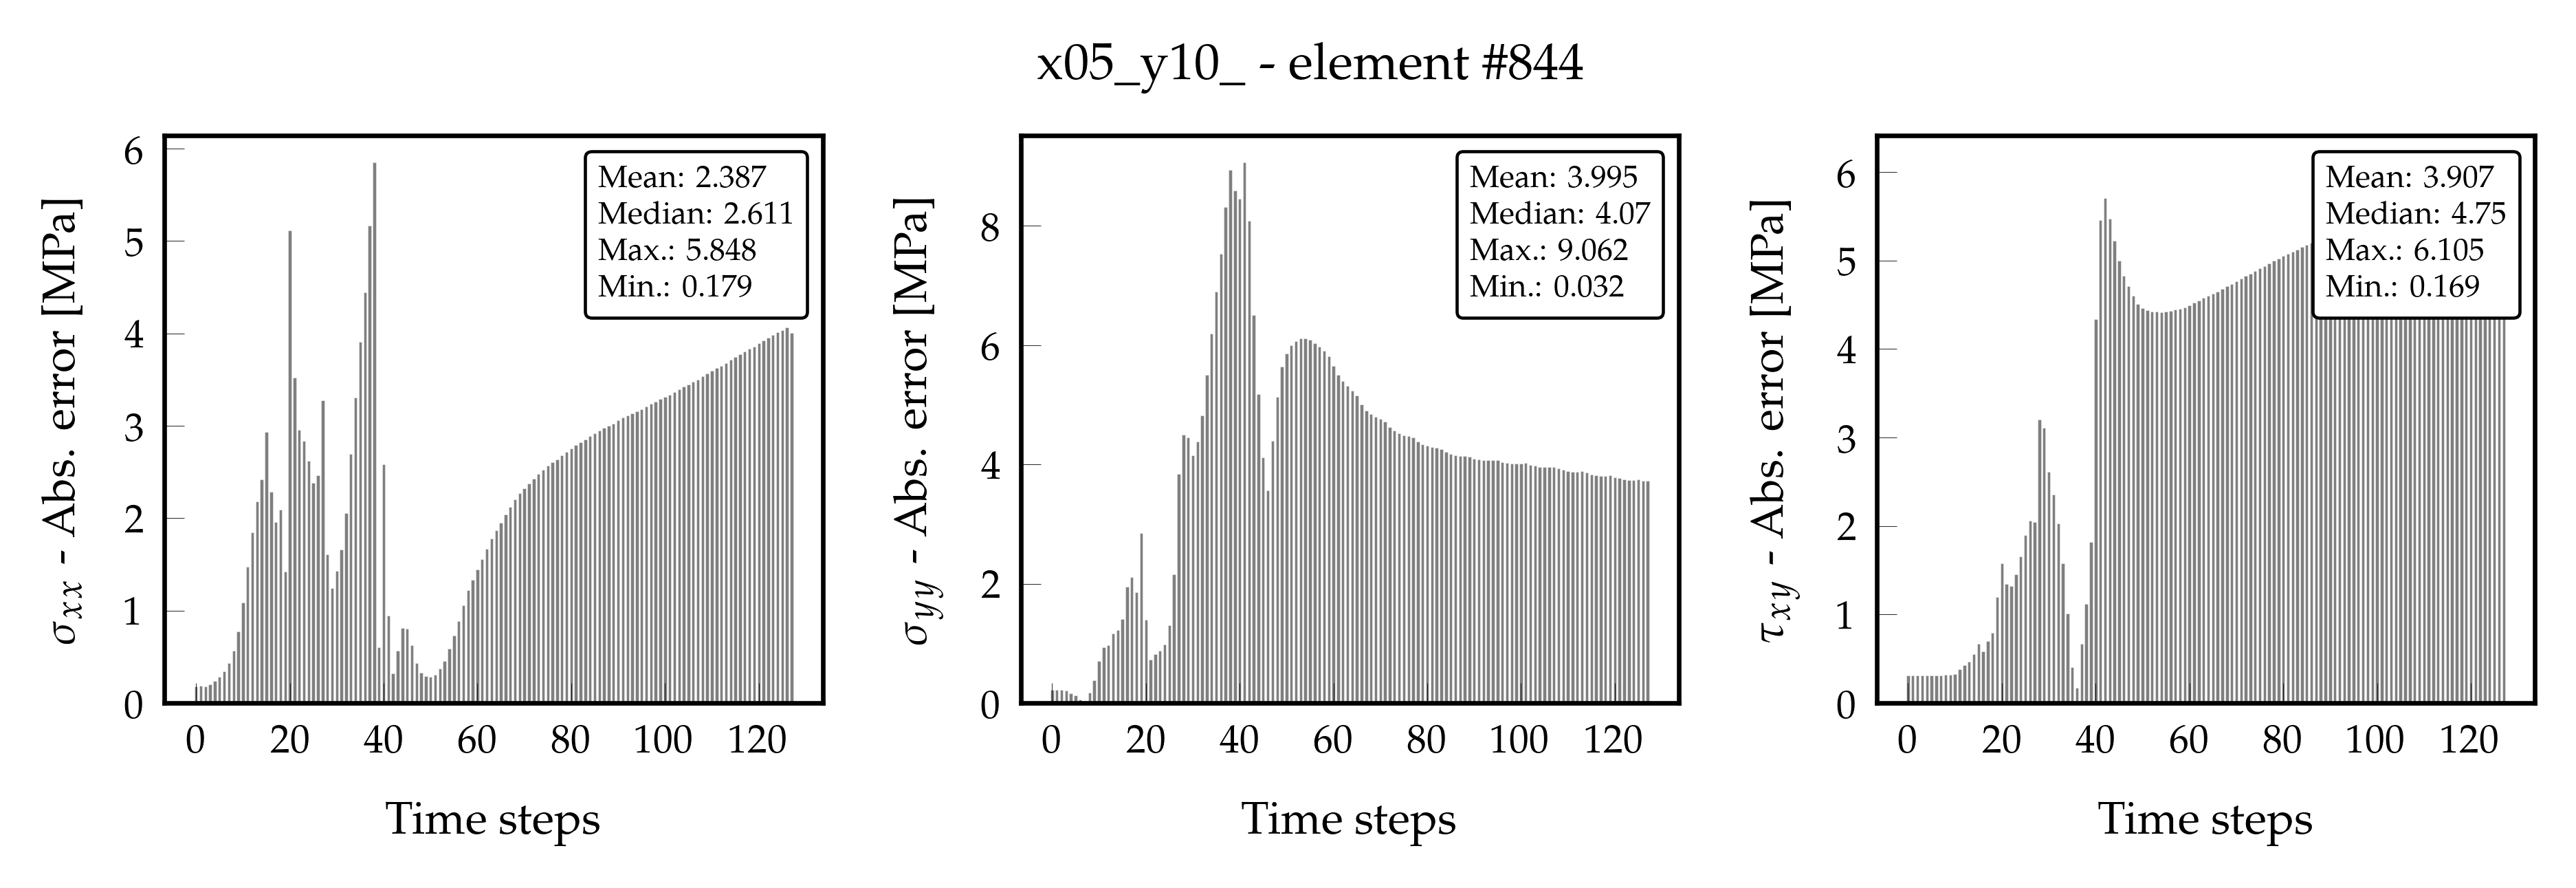 x05_y10_ - element #844
σxx - Abs. error [MPa]
6
5
4
3
2
1
0
0 20 40 60 80 100 120
Time steps
Mean: 2.387
Median: 2.611
Max.: 5.848
Min.: 0.179
σyy - Abs. error [MPa]
8
6
4
2
0
0 20 40 60 80 100 120
Time steps
Mean: 3.995
Median: 4.07
Max.: 9.062
Min.: 0.032
τxy - Abs. error [MPa]
6
5
4
3
2
1
0
0 20 40 60 80 100 120
Time steps
Mean: 3.907
Median: 4.75
Max.: 6.105
Min.: 0.169